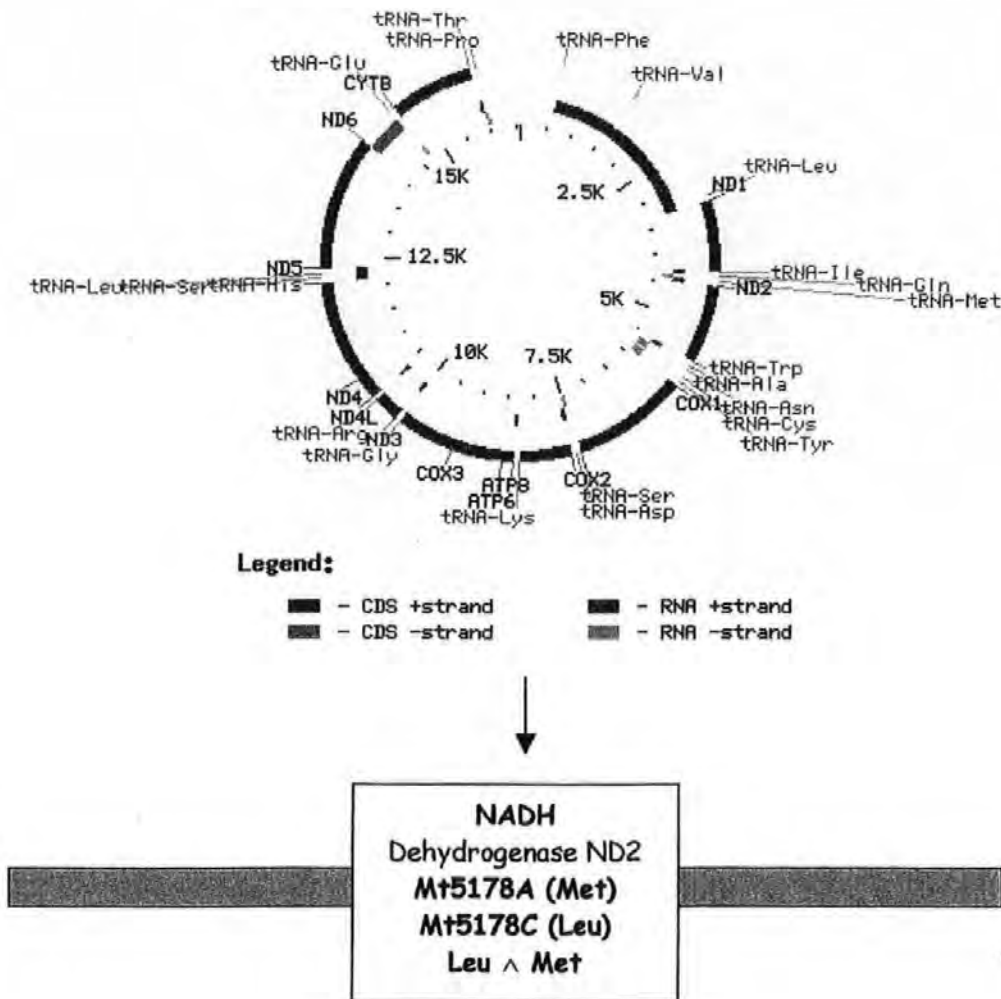 tRNA-Thr
tRNA-Pro
tRNA-Phe
tRNA-Glu
tRNA-Val
CYTB
ND6
1
15K
2.5K
ND1
tRNA-Leu
12.5K
ND5
tRNA-Leu tRNA-Ser tRNA-His
tRNA-Ile
tRNA-Gln
ND2
tRNA-Met
5K
10K
7.5K
tRNA-Trp
tRNA-Ala
ND4
COX1
tRNA-Asn
ND4L
tRNA-Cys
tRNA-Arg
ND3
tRNA-Tyr
tRNA-Gly
COX3
ATP8
COX2
ATP6
tRNA-Ser
tRNA-Lys
tRNA-Asp
Legend:
- CDS +strand
- RNA +strand
- CDS -strand
- RNA -strand
NADH
Dehydrogenase ND2
Mt5178A (Met)
Mt5178C (Leu)
Leu ^ Met